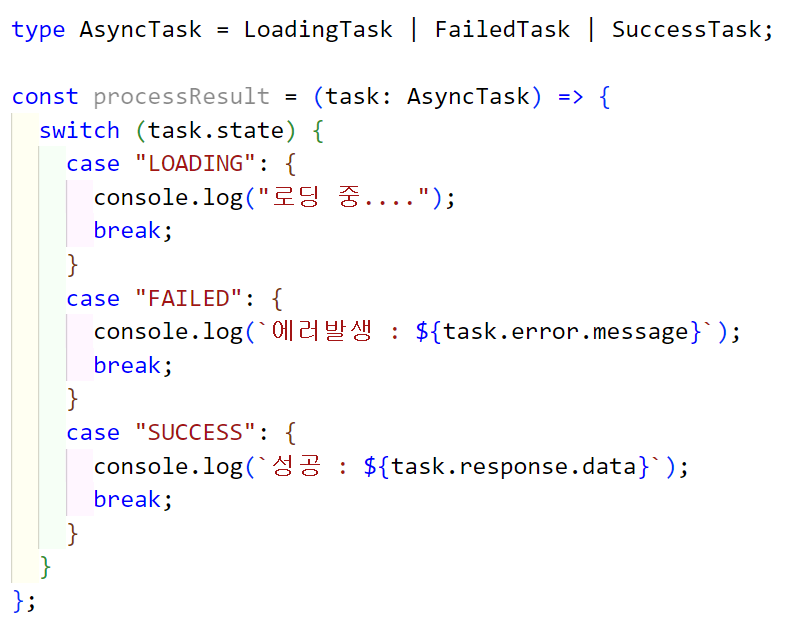 type AsyncTask = LoadingTask | FailedTask | SuccessTask;

const processResult = (task: AsyncTask) => {
  switch (task.state) {
    case "LOADING": {
      console.log("로딩 중....");
      break;
    }
    case "FAILED": {
      console.log(`에러발생 : ${task.error.message}`);
      break;
    }
    case "SUCCESS": {
      console.log(`성공 : ${task.response.data}`);
      break;
    }
  }
};